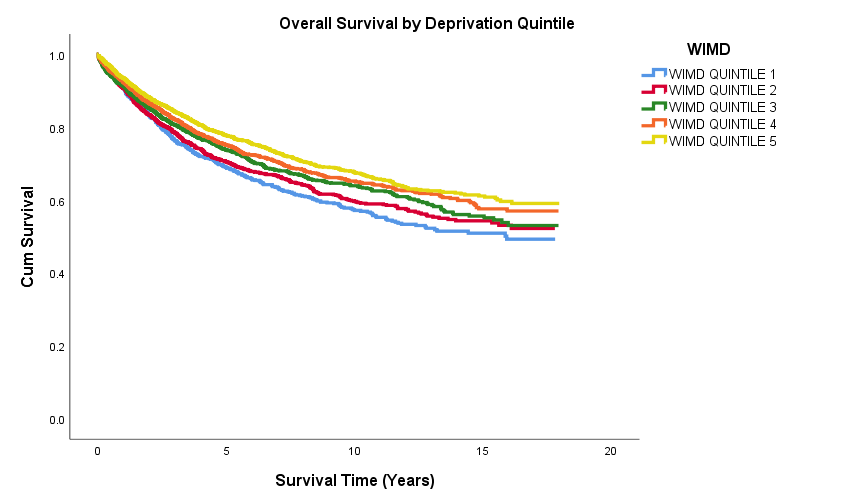 Overall Survival by Deprivation Quintile
WIMD
WIMD QUINTILE 1
WIMD QUINTILE 2
WIMD QUINTILE 3
WIMD QUINTILE 4
WIMD QUINTILE 5
Cum Survival
1.0
0.8
0.6
0.4
0.2
0.0
0 5 10 15 20
Survival Time (Years)